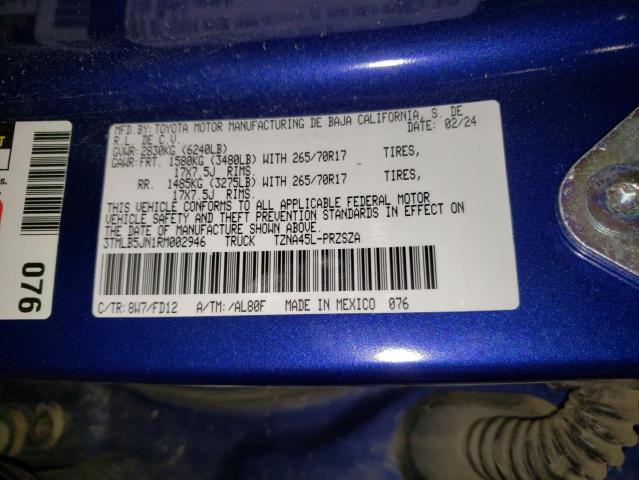 MFD.BY:TOYOTA MOTOR MANUFACTURING DE BAJA CALIFORNIA, S. DE
R.L. DE C.V. DATE: 02/24
GVWR:2830KG (6240LB)
GAWR:FRT. 1580KG (3480LB) WITH 265/70R17 TIRES,
17X7.5J RIMS.
RR. 1485KG (3275LB) WITH 265/70R17 TIRES,
17X7.5J RIMS.
THIS VEHICLE CONFORMS TO ALL APPLICABLE FEDERAL MOTOR
VEHICLE SAFETY AND THEFT PREVENTION STANDARDS IN EFFECT ON
THE DATE OF MANUFACTURE SHOWN ABOVE.
3TMLB5JN1RM002946 TRUCK TZNA45L-PRZSZA
C/TR:8W7/FD12 A/TM:/AL80F MADE IN MEXICO 076
076